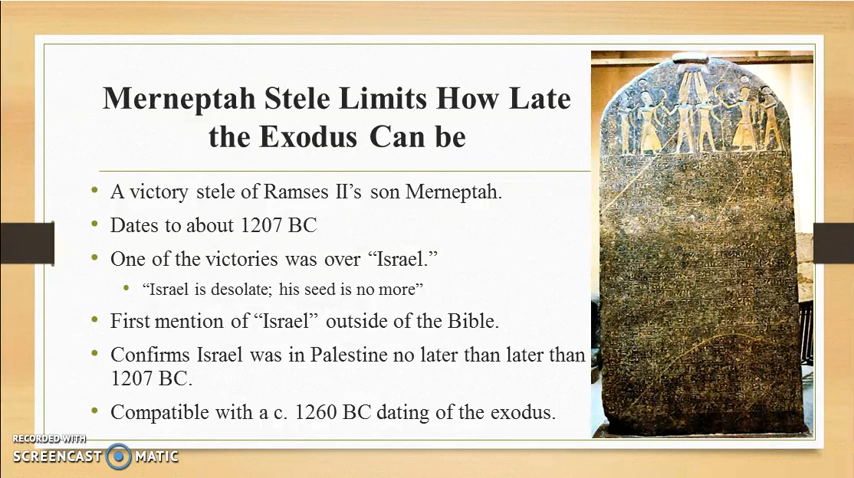 Merneptah Stele Limits How Late
the Exodus Can be
• A victory stele of Ramses II’s son Merneptah.
• Dates to about 1207 BC
• One of the victories was over “Israel.”
• “Israel is desolate; his seed is no more”
• First mention of “Israel” outside of the Bible.
• Confirms Israel was in Palestine no later than later than
1207 BC.
• Compatible with a c. 1260 BC dating of the exodus.
RECORDED WITH
SCREENCAST MATIC